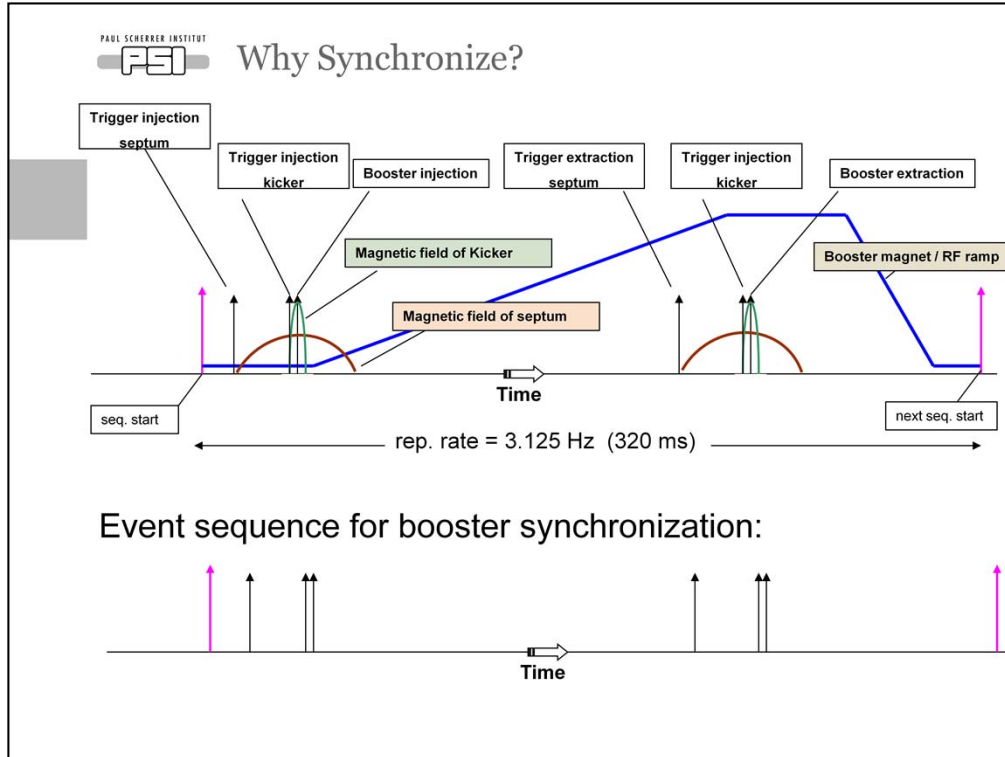 PAUL SCHERRER INSTITUT
PSI
Why Synchronize?
Trigger injection
septum
Trigger injection
kicker
Booster injection
Trigger extraction
septum
Trigger injection
kicker
Booster extraction
Magnetic field of Kicker
Booster magnet / RF ramp
Magnetic field of septum
Time
seq. start
next seq. start
rep. rate = 3.125 Hz (320 ms)
Event sequence for booster synchronization:
Time